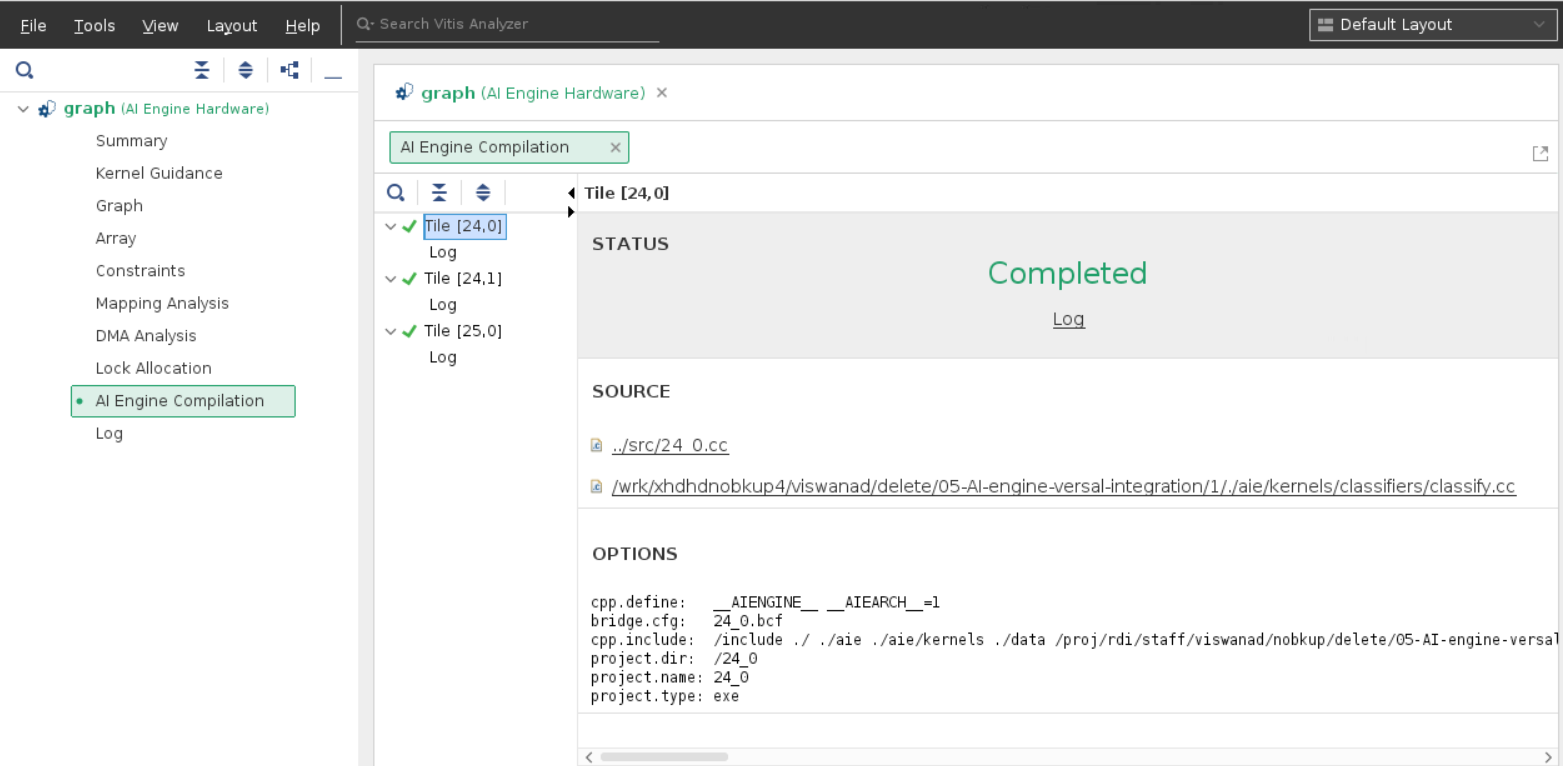 File Tools View Layout Help Search Vitis Analyzer Default Layout
graph (AI Engine Hardware)
Summary
Kernel Guidance
Graph
Array
Constraints
Mapping Analysis
DMA Analysis
Lock Allocation
AI Engine Compilation
Log
graph (AI Engine Hardware)
AI Engine Compilation
Tile [24,0]
Log
Tile [24,1]
Log
Tile [25,0]
Log
Tile [24,0]
STATUS
Completed
Log
SOURCE
../src/24_0.cc
/wrk/xhdhdnobkup4/viswanad/delete/05-AI-engine-versal-integration/1/./aie/kernels/classifiers/classify.cc
OPTIONS
cpp.define: __AIENGINE__ __AIEARCH__=1
bridge.cfg: 24_0.bcf
cpp.include: /include ./ ./aie ./aie/kernels ./data /proj/rdi/staff/viswanad/nobkup/delete/05-AI-engine-versal
project.dir: /24_0
project.name: 24_0
project.type: exe